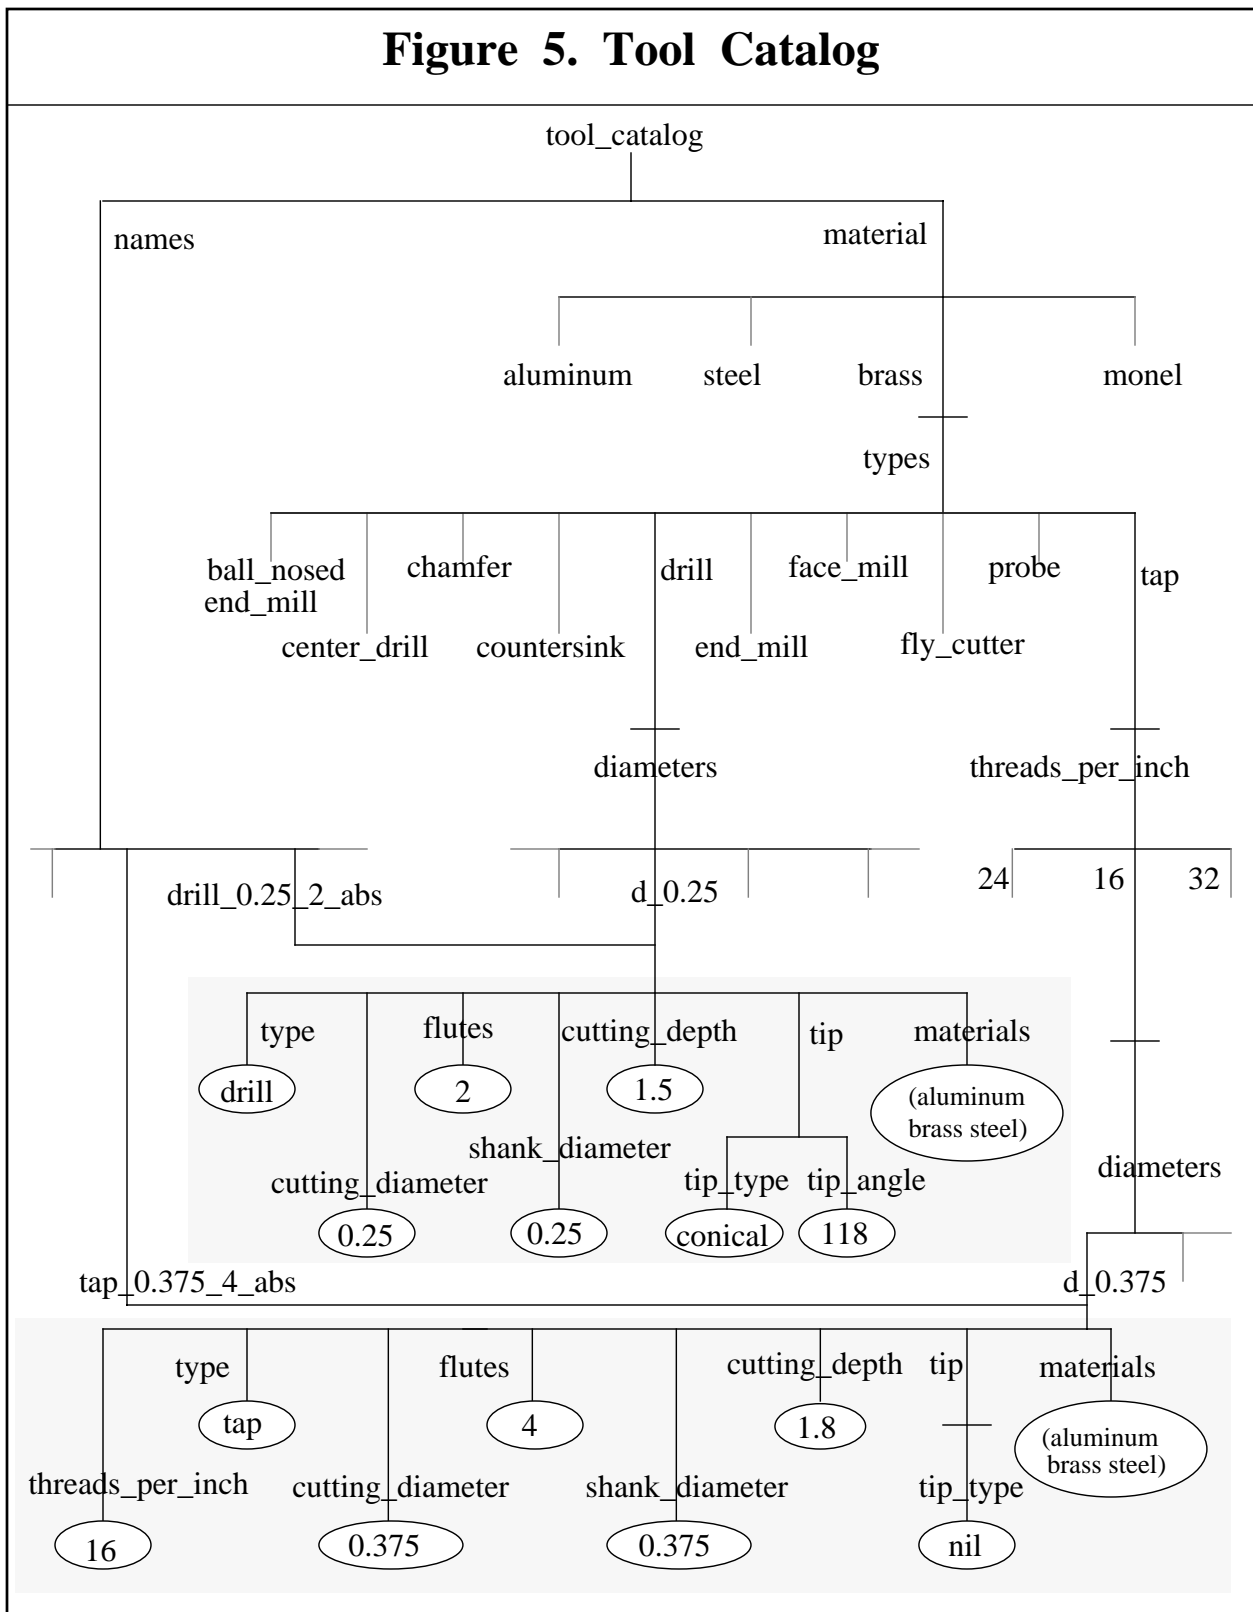 Figure 5. Tool Catalog
tool_catalog
names
material
aluminum
steel
brass
monel
types
ball_nosed
end_mill
chamfer
drill
face_mill
probe
tap
center_drill
countersink
end_mill
fly_cutter
diameters
threads_per_inch
drill_0.25_2_abs
d_0.25
24
16
32
type
flutes
cutting_depth
tip
materials
drill
2
1.5
(aluminum
brass steel)
shank_diameter
cutting_diameter
tip_type
tip_angle
diameters
0.25
0.25
conical
118
tap_0.375_4_abs
d_0.375
type
flutes
cutting_depth
tip
materials
tap
4
1.8
(aluminum
brass steel)
threads_per_inch
cutting_diameter
shank_diameter
tip_type
16
0.375
0.375
nil